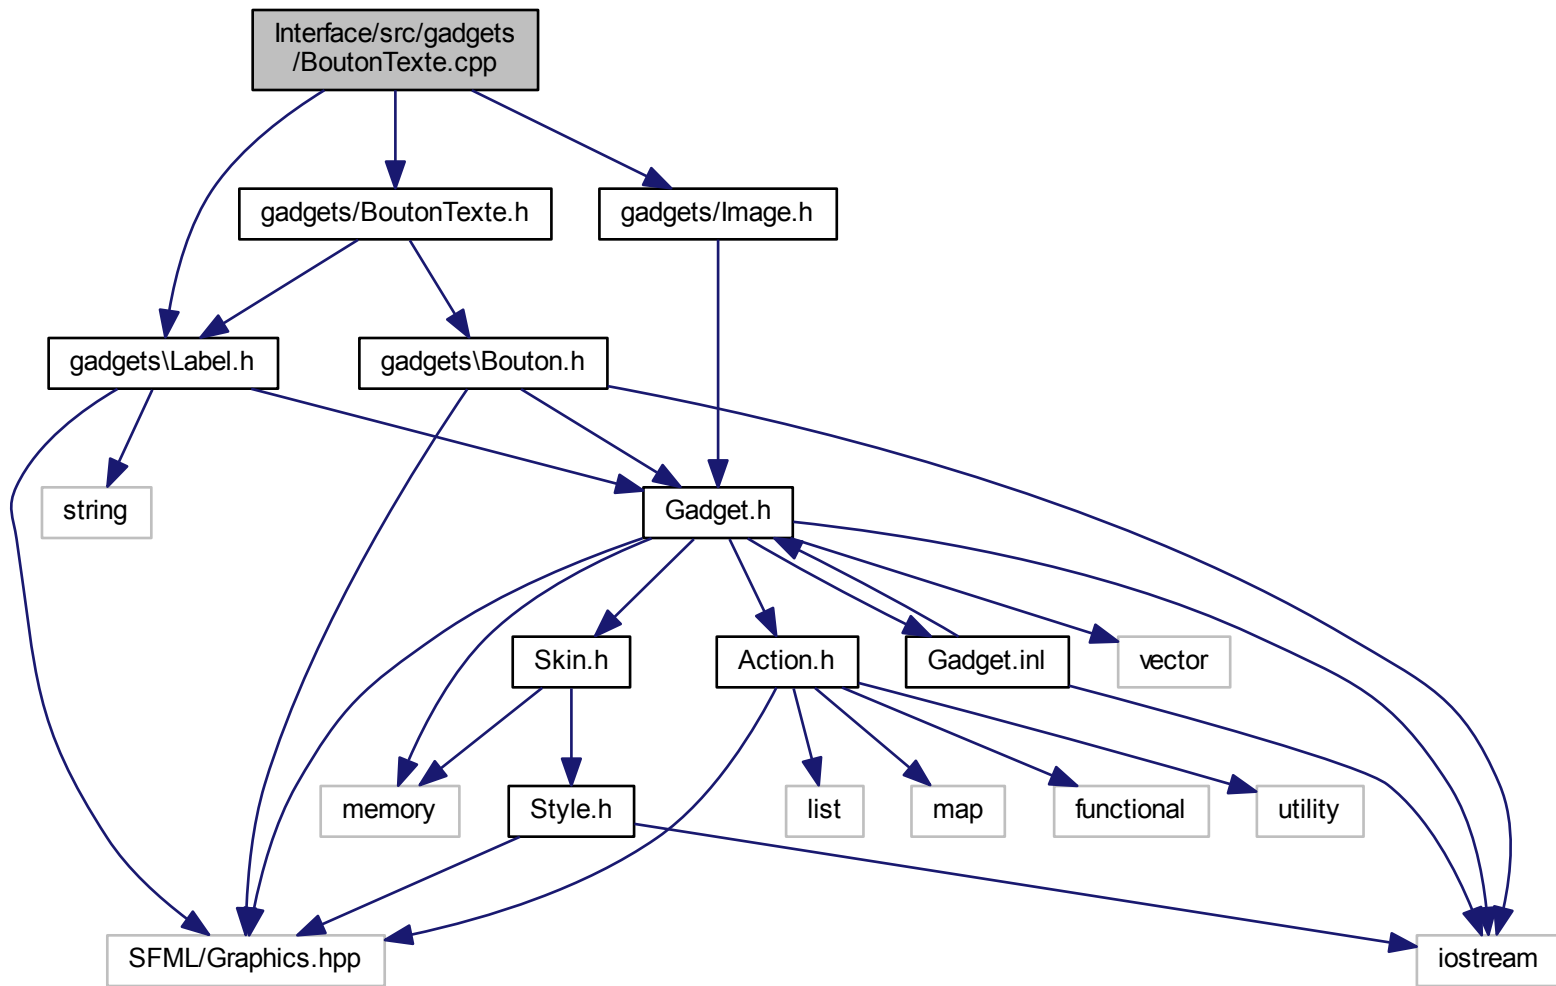 Interface/src/gadgets
/BoutonTexte.cpp
gadgets/BoutonTexte.h
gadgets/Image.h
gadgets\Label.h
gadgets\Bouton.h
string
Gadget.h
Skin.h
Action.h
Gadget.inl
vector
memory
Style.h
list
map
functional
utility
SFML/Graphics.hpp
iostream